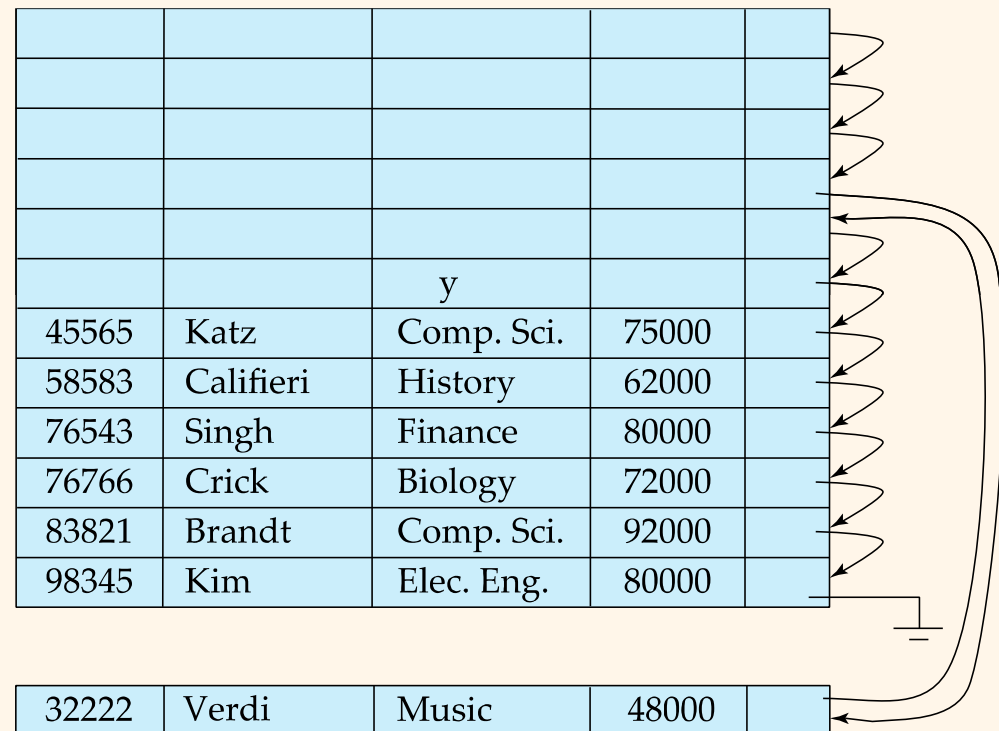 y
45565 Katz Comp. Sci. 75000
58583 Califieri History 62000
76543 Singh Finance 80000
76766 Crick Biology 72000
83821 Brandt Comp. Sci. 92000
98345 Kim Elec. Eng. 80000
32222 Verdi Music 48000